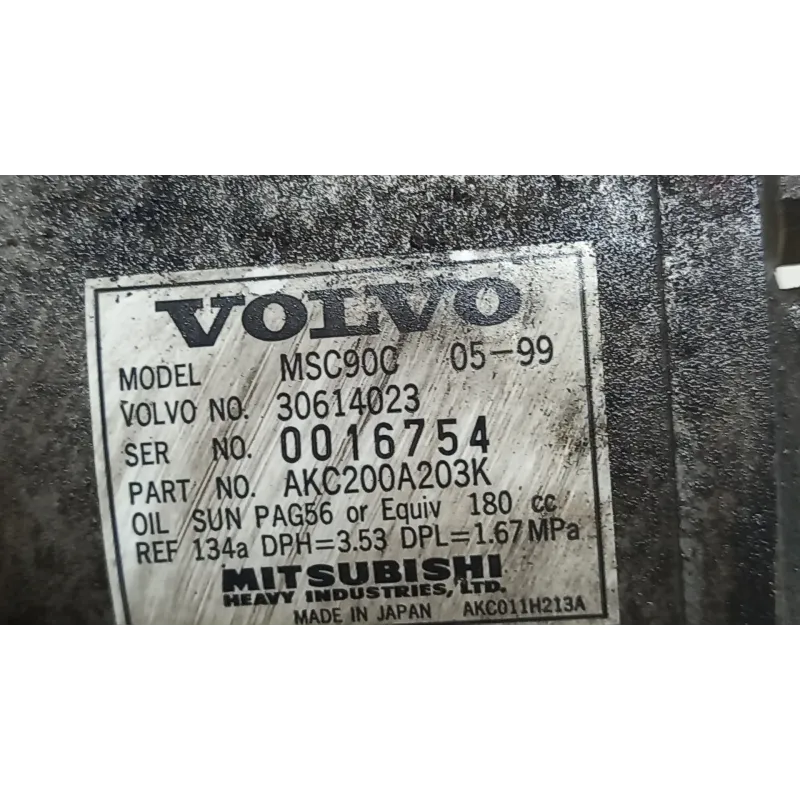 VOLVO
MODEL MSC90C 05-99
VOLVO NO. 30614023
SER NO. 0016754
PART NO. AKC200A203K
OIL SUN PAG56 or Equiv 180 cc
REF 134a DPH=3.53 DPL=1.67 MPa
MITSUBISHI
HEAVY INDUSTRIES, LTD.
MADE IN JAPAN AKC011H213A